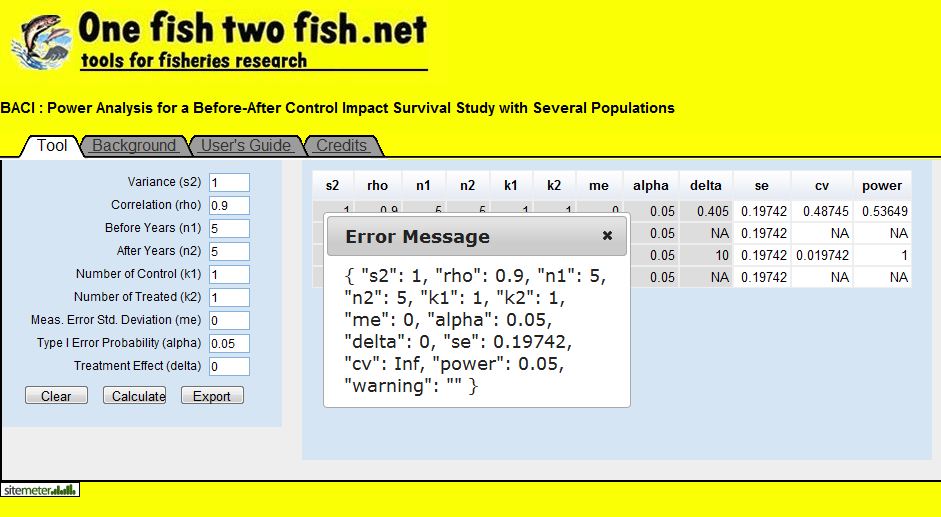 One fish two fish.net
tools for fisheries research
BACI : Power Analysis for a Before-After Control Impact Survival Study with Several Populations
Tool Background User's Guide Credits
Variance (s2) 1
Correlation (rho) 0.9
Before Years (n1) 5
After Years (n2) 5
Number of Control (k1) 1
Number of Treated (k2) 1
Meas. Error Std. Deviation (me) 0
Type I Error Probability (alpha) 0.05
Treatment Effect (delta) 0
Clear Calculate Export
s2 rho n1 n2 k1 k2 me alpha delta se cv power
1 0.9 5 5 1 1 0 0.05 0.405 0.19742 0.48745 0.53649
0.05 NA 0.19742 NA NA
0.05 10 0.19742 0.019742 1
0.05 NA 0.19742 NA NA
Error Message ×
{ "s2": 1, "rho": 0.9, "n1": 5,
"n2": 5, "k1": 1, "k2": 1,
"me": 0, "alpha": 0.05,
"delta": 0, "se": 0.19742,
"cv": Inf, "power": 0.05,
"warning": "" }
sitemeter